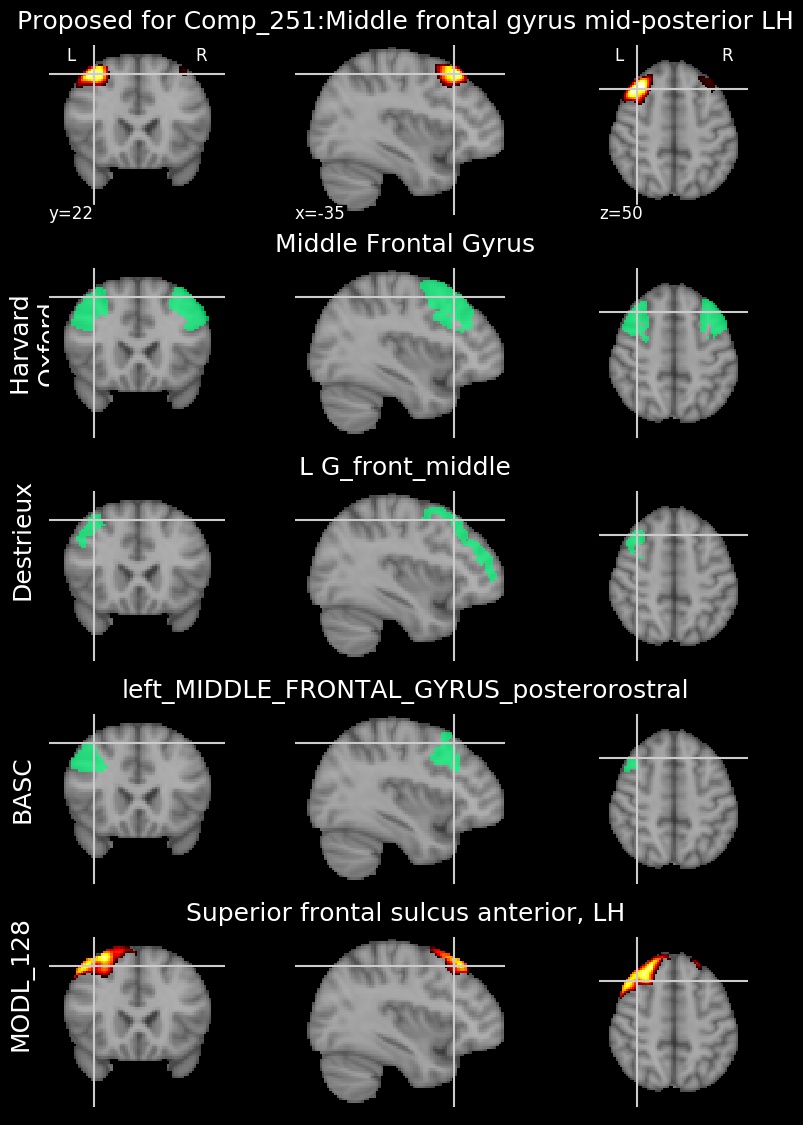 Proposed for Comp_251:Middle frontal gyrus mid-posterior LH
L R L R
y=22 x=-35 z=50
Middle Frontal Gyrus
Harvard
Oxford
L G_front_middle
Destrieux
left_MIDDLE_FRONTAL_GYRUS_posterorostral
BASC
Superior frontal sulcus anterior, LH
MODL_128